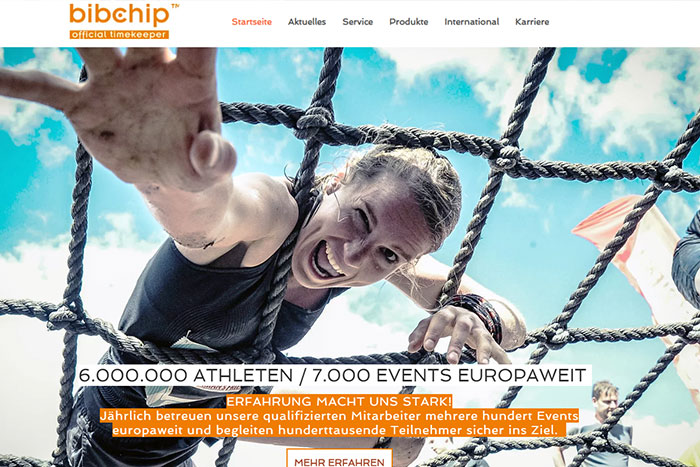 bibchip™
official timekeeper
Startseite Aktuelles Service Produkte International Karriere
6.000.000 ATHLETEN / 7.000 EVENTS EUROPAWEIT
ERFAHRUNG MACHT UNS STARK!
Jährlich betreuen unsere qualifizierten Mitarbeiter mehrere hundert Events
europaweit und begleiten hunderttausende Teilnehmer sicher ins Ziel.
MEHR ERFAHREN